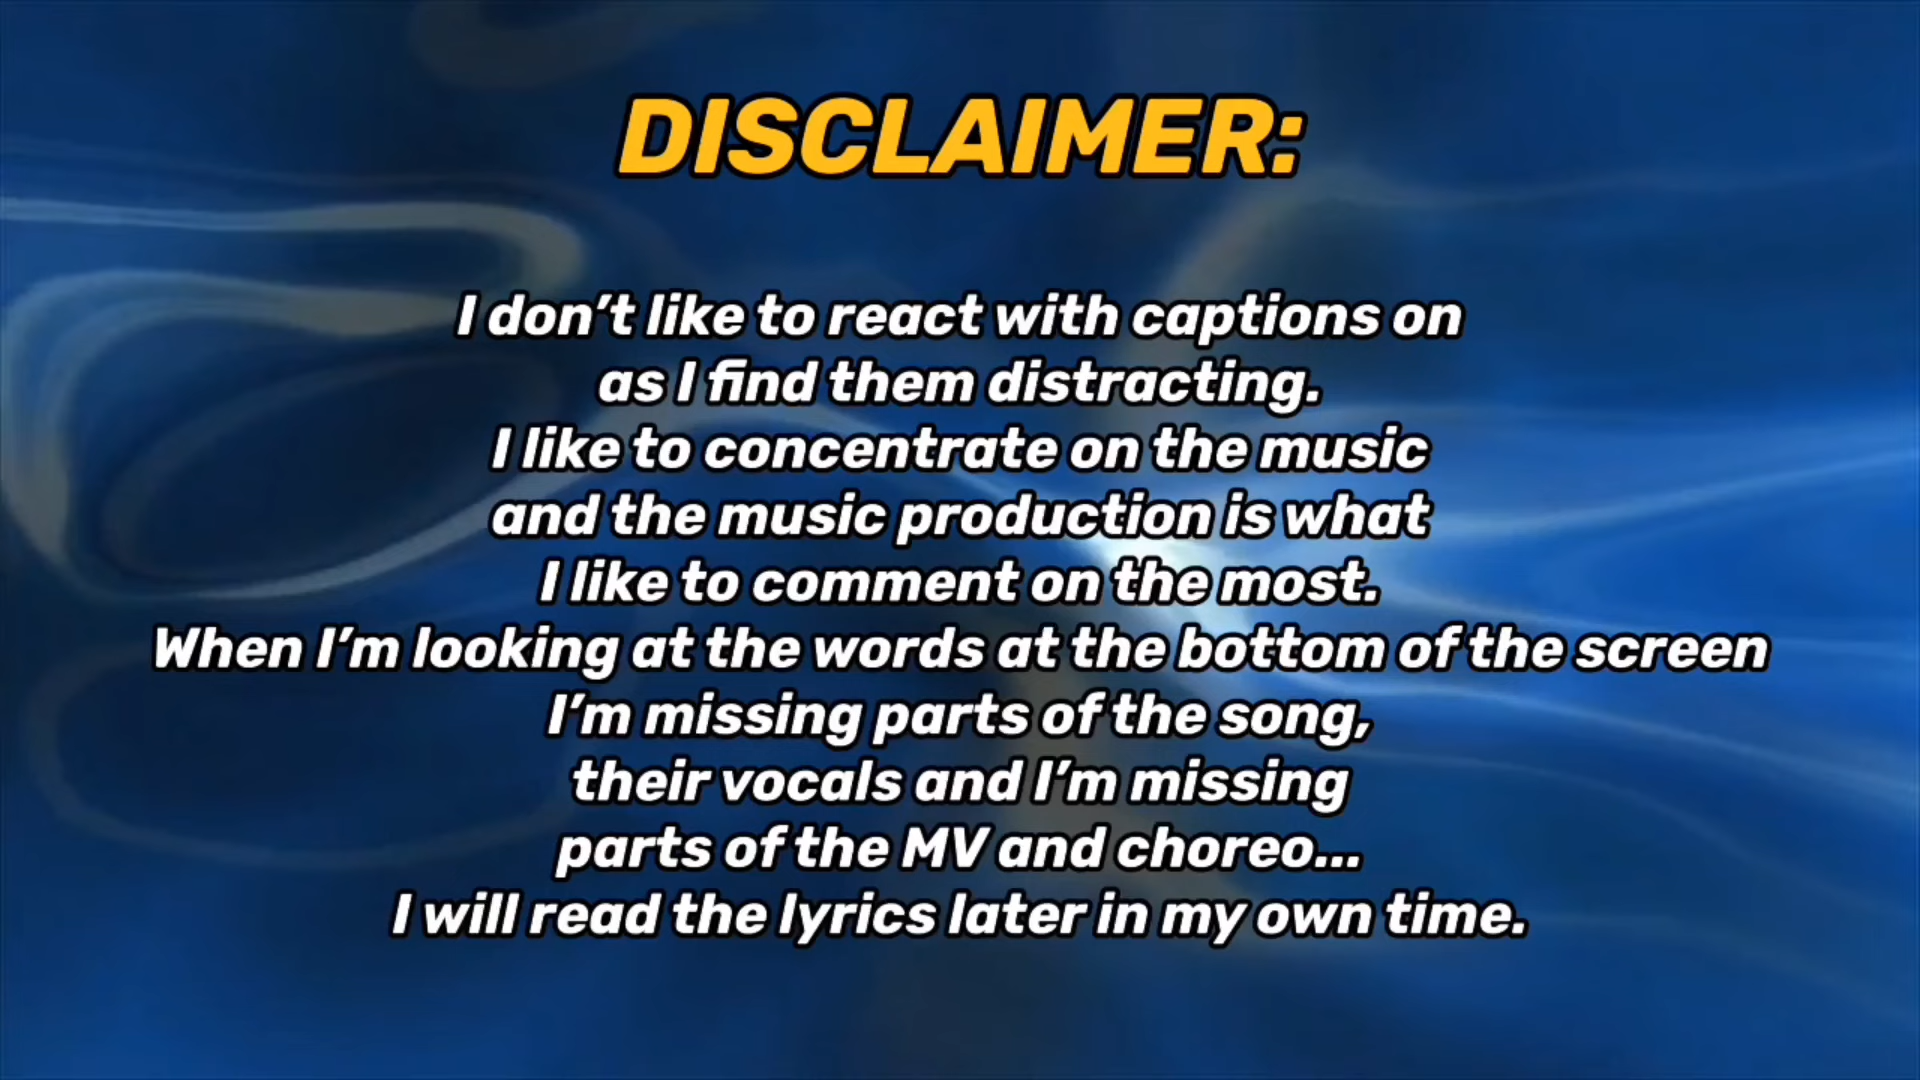 DISCLAIMER:
I don’t like to react with captions on
as I find them distracting.
I like to concentrate on the music
and the music production is what
I like to comment on the most.
When I’m looking at the words at the bottom of the screen
I’m missing parts of the song,
their vocals and I’m missing
parts of the MV and choreo...
I will read the lyrics later in my own time.